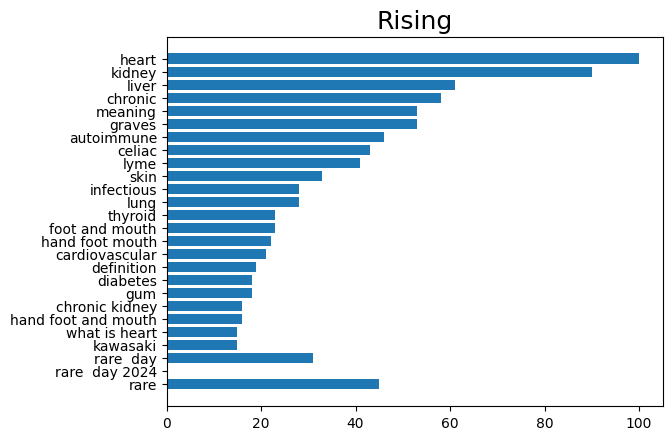 Rising
heart
kidney
liver
chronic
meaning
graves
autoimmune
celiac
lyme
skin
infectious
lung
thyroid
foot and mouth
hand foot mouth
cardiovascular
definition
diabetes
gum
chronic kidney
hand foot and mouth
what is heart
kawasaki
rare  day
rare  day 2024
rare
0 20 40 60 80 100